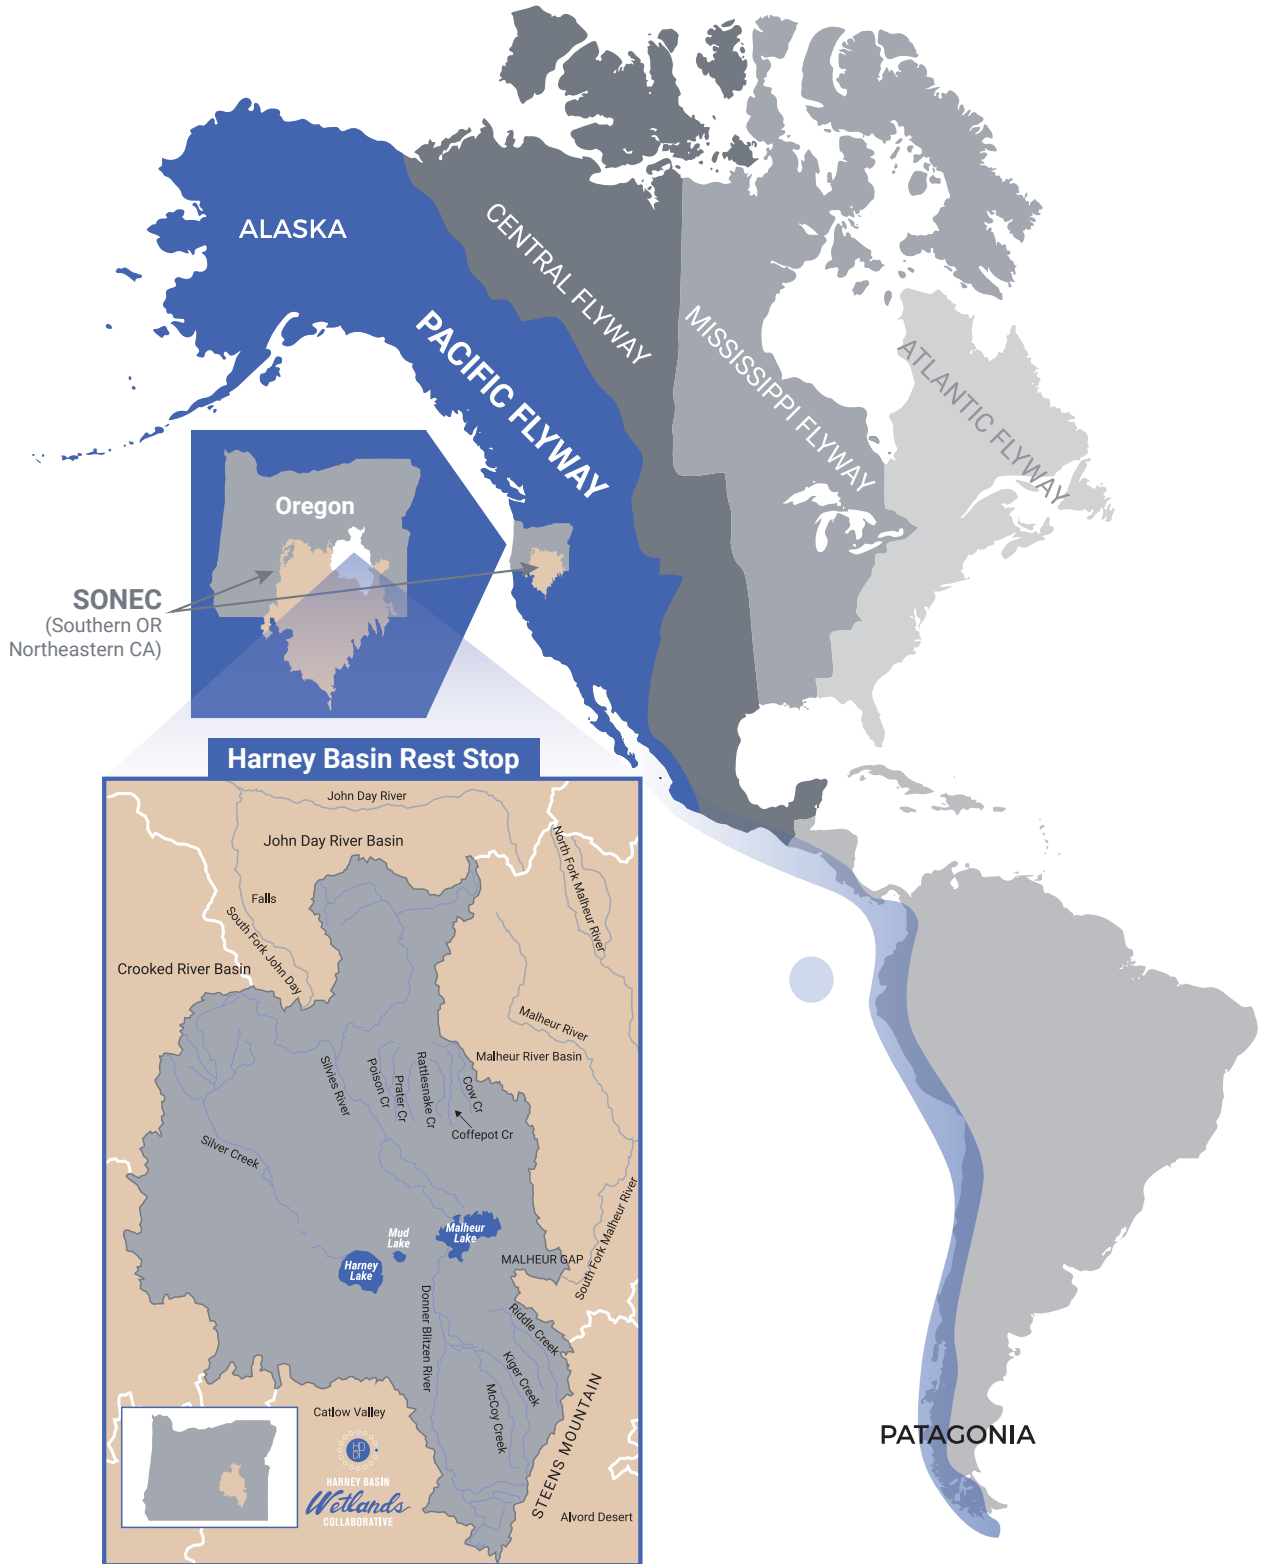 ALASKA
CENTRAL FLYWAY
PACIFIC FLYWAY
MISSISSIPPI FLYWAY
ATLANTIC FLYWAY
Oregon
SONEC
(Southern OR
Northeastern CA)
Harney Basin Rest Stop
John Day River
John Day River Basin
North Fork Malheur River
Falls
South Fork John Day
Crooked River Basin
Malheur River
Malheur River Basin
Silvies River
Poison Cr
Prater Cr
Rattlesnake Cr
Cow Cr
Coffepot Cr
Silver Creek
South Fork Malheur River
Mud
Lake
Malheur
Lake
MALHEUR GAP
Harney
Lake
Donner Blitzen River
Riddle Creek
Kiger Creek
McCoy Creek
STEENS MOUNTAIN
Catlow Valley
HARNEY BASIN
Wetlands
COLLABORATIVE
Alvord Desert
PATAGONIA